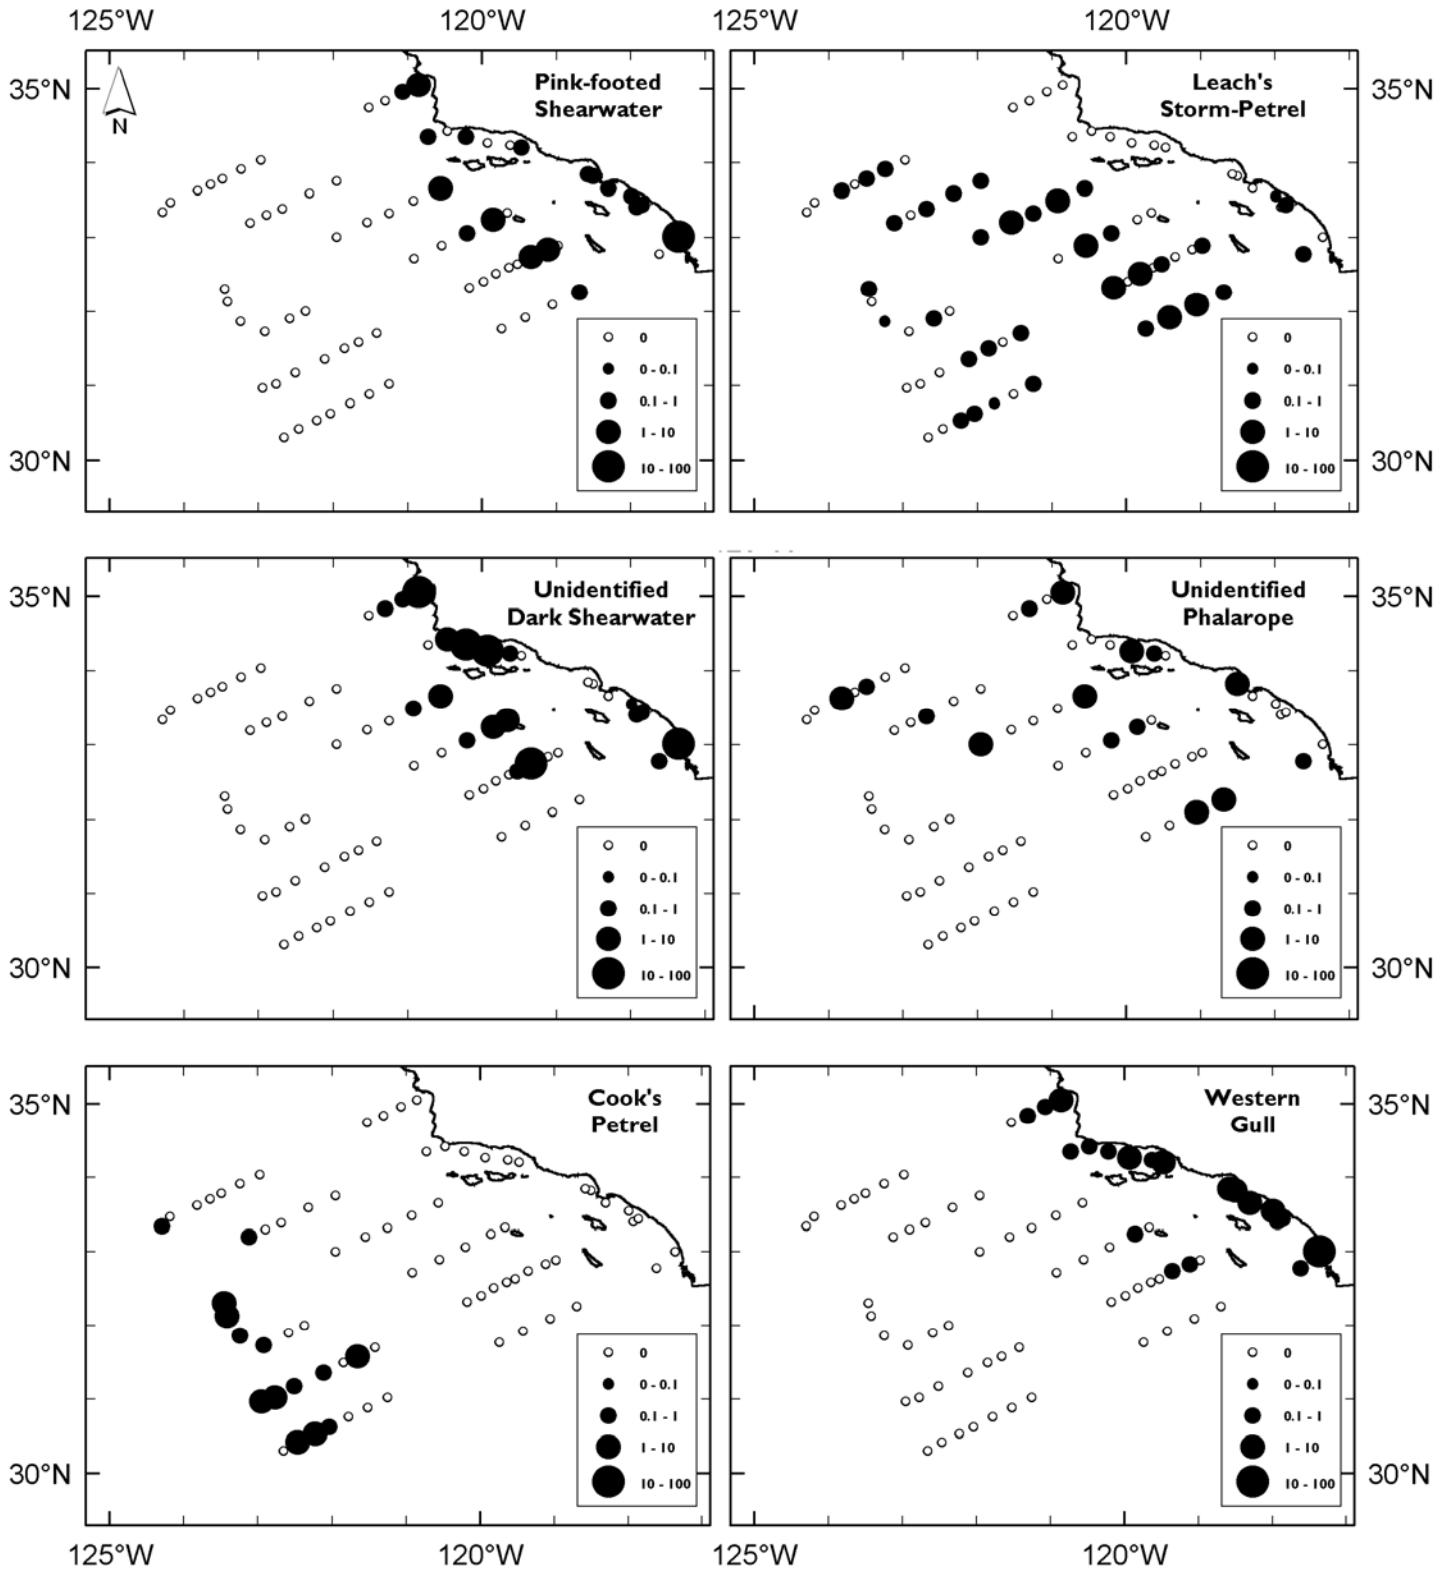 125°W 120°W 125°W 120°W
35°N
N
Pink-footed
Shearwater
0
0 - 0.1
0.1 - 1
1 - 10
10 - 100
30°N
Leach's
Storm-Petrel
35°N
0
0 - 0.1
0.1 - 1
1 - 10
10 - 100
30°N
35°N
Unidentified
Dark Shearwater
0
0 - 0.1
0.1 - 1
1 - 10
10 - 100
30°N
Unidentified
Phalarope
35°N
0
0 - 0.1
0.1 - 1
1 - 10
10 - 100
30°N
35°N
Cook's
Petrel
0
0 - 0.1
0.1 - 1
1 - 10
10 - 100
30°N
Western
Gull
35°N
0
0 - 0.1
0.1 - 1
1 - 10
10 - 100
30°N
125°W 120°W 125°W 120°W